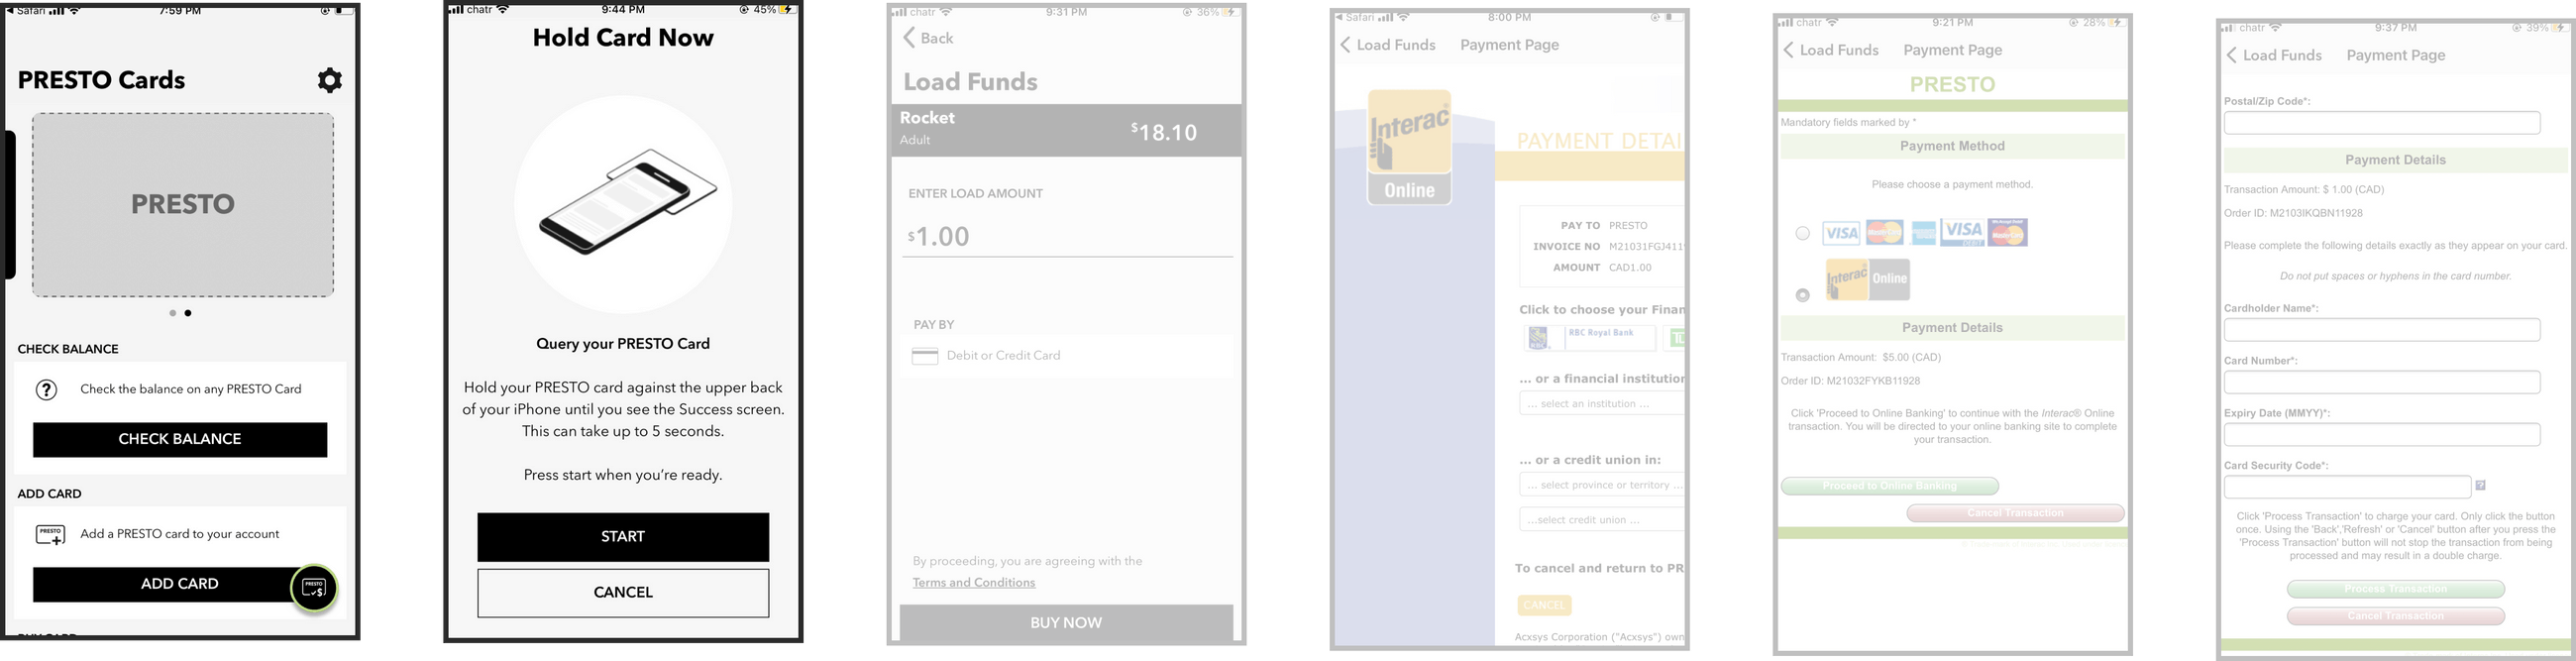 Safari 7:59 PM
PRESTO Cards
PRESTO
CHECK BALANCE
Check the balance on any PRESTO Card
CHECK BALANCE
ADD CARD
PRESTO
Add a PRESTO card to your account
ADD CARD
PRESTO
chatr 9:44 PM 45%
Hold Card Now
Query your PRESTO Card
Hold your PRESTO card against the upper back
of your iPhone until you see the Success screen.
This can take up to 5 seconds.
Press start when you’re ready.
START
CANCEL
chatr 9:31 PM 36%
Back
Load Funds
Rocket
Adult
$18.10
ENTER LOAD AMOUNT
$1.00
PAY BY
Debit or Credit Card
By proceeding, you are agreeing with the
Terms and Conditions
BUY NOW
Safari 8:00 PM
Load Funds Payment Page
Interac
Online
PAYMENT DETAI
PAY TO PRESTO
INVOICE NO M21031FGJ411
AMOUNT CAD1.00
Click to choose your Finan
RBC RBC Royal Bank
... or a financial institution
... select an institution ...
... or a credit union in:
... select province or territory ...
...select credit union ...
To cancel and return to PR
CANCEL
Acxsys Corporation ("Acxsys") own
chatr 9:21 PM 28%
Load Funds Payment Page
PRESTO
Mandatory fields marked by *
Payment Method
Please choose a payment method.
VISA MasterCard VISA DEBIT MasterCard
Interac Online
Payment Details
Transaction Amount: $5.00 (CAD)
Order ID: M21032FYKB11928
Click 'Proceed to Online Banking' to continue with the Interac® Online
transaction. You will be directed to your online banking site to complete
your transaction.
Proceed to Online Banking
Cancel Transaction
chatr 9:37 PM 39%
Load Funds Payment Page
Postal/Zip Code*:
Payment Details
Transaction Amount: $ 1.00 (CAD)
Order ID: M2103IKQBN11928
Please complete the following details exactly as they appear on your card.
Do not put spaces or hyphens in the card number.
Cardholder Name*:
Card Number*:
Expiry Date (MMYY)*:
Card Security Code*:
?
Click 'Process Transaction' to charge your card. Only click the button
once. Using the 'Back','Refresh' or 'Cancel' button after you press the
'Process Transaction' button will not stop the transaction from being
processed and may result in a double charge.
Process Transaction
Cancel Transaction